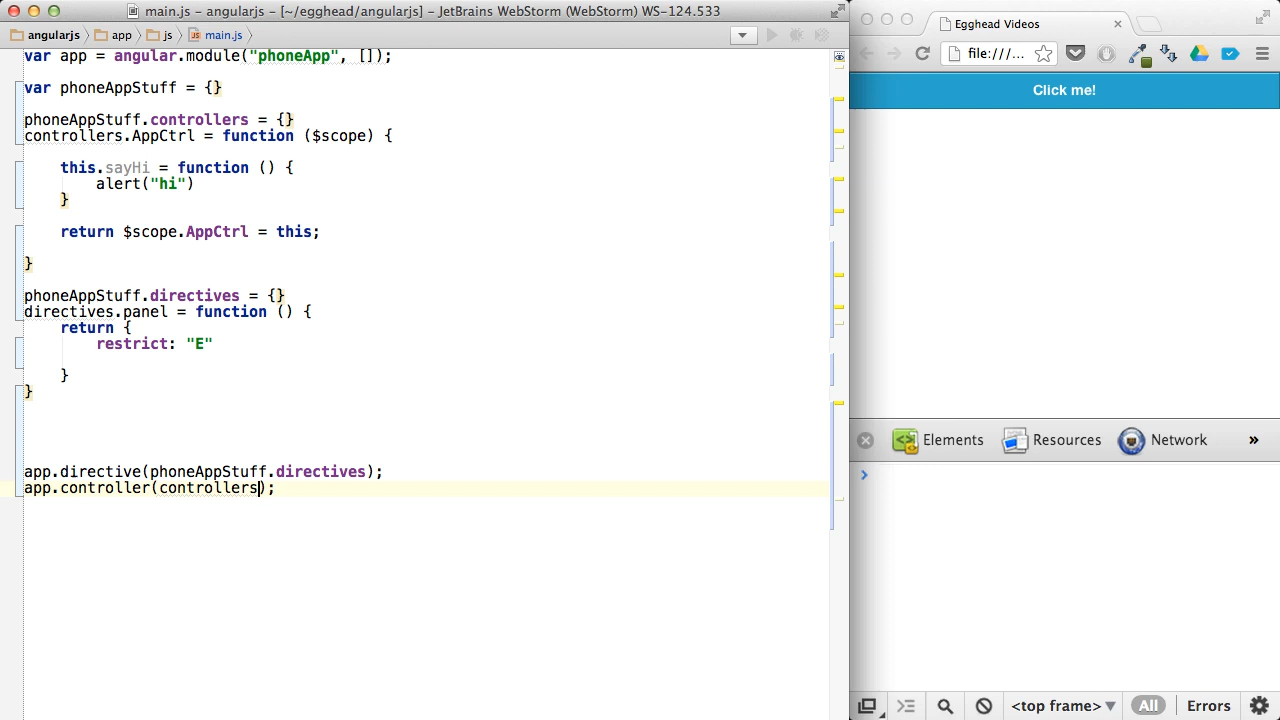 main.js – angularjs – [~/egghead/angularjs] – JetBrains WebStorm (WebStorm) WS-124.533
angularjs app js main.js
var app = angular.module("phoneApp", []);
var phoneAppStuff = {}
phoneAppStuff.controllers = {}
controllers.AppCtrl = function ($scope) {
this.sayHi = function () {
alert("hi")
}
return $scope.AppCtrl = this;
}
phoneAppStuff.directives = {}
directives.panel = function () {
return {
restrict: "E"
}
}
app.directive(phoneAppStuff.directives);
app.controller(controllers);
Egghead Videos
file:///...
Click me!
Elements Resources Network »
<top frame> All Errors